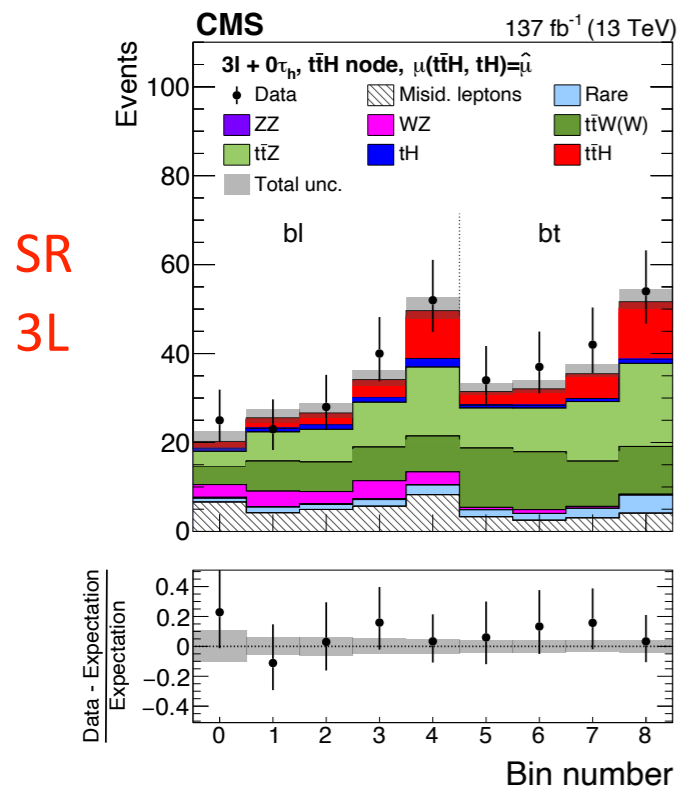 CMS 137 fb⁻¹ (13 TeV)
3l + 0τₕ, tt̄H node, μ(tt̄H, tH)=μ̂
Data Misid. leptons Rare
ZZ WZ tt̄W(W)
tt̄Z tH tt̄H
Total unc.
bl bt
SR
3L
Events
100
80
60
40
20
0
Data - Expectation
Expectation
0.4
0.2
0
−0.2
−0.4
0 1 2 3 4 5 6 7 8
Bin number